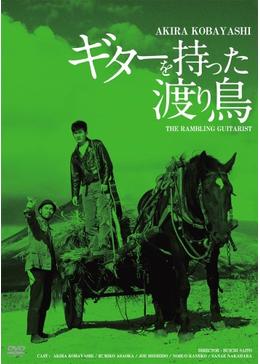 AKIRA KOBAYASHI
ギターを持った
渡り鳥
THE RAMBLING GUITARIST
DVD
DIRECTOR : BUICHI SAITO
CAST : AKIRA KOBAYASHI / RURIKO ASAOKA / JOE SHISHIDO / NOBUO KANEKO / SANAE NAKAHARA